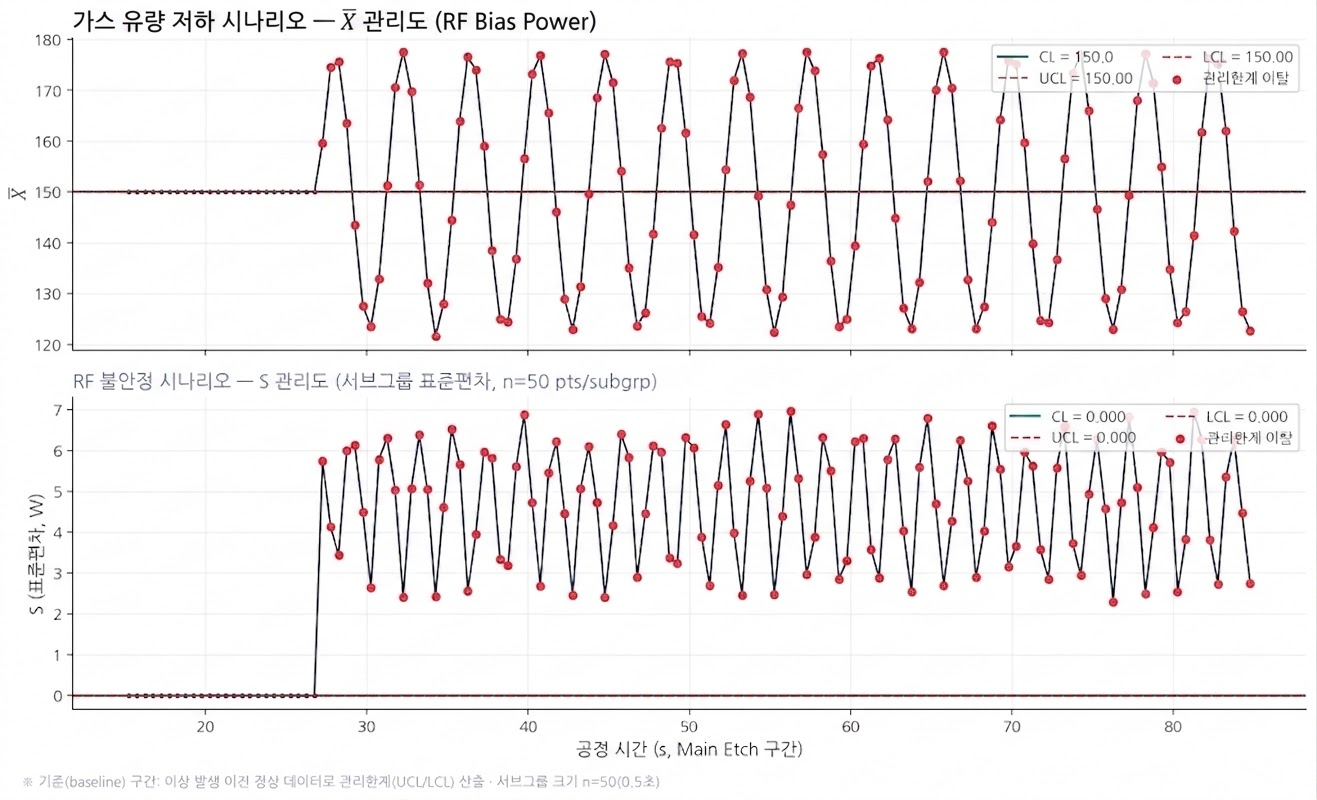 가스 유량 저하 시나리오 — X̅ 관리도 (RF Bias Power)
180
170
160
150
140
130
120
X̅
CL = 150.0
UCL = 150.00
LCL = 150.00
관리한계 이탈
RF 불안정 시나리오 — S 관리도 (서브그룹 표준편차, n=50 pts/subgrp)
7
6
5
4
3
2
1
0
S (표준편차, W)
CL = 0.000
UCL = 0.000
LCL = 0.000
관리한계 이탈
20 30 40 50 60 70 80
공정 시간 (s, Main Etch 구간)
※ 기준(baseline) 구간: 이상 발생 이전 정상 데이터로 관리한계(UCL/LCL) 산출 · 서브그룹 크기 n=50(0.5초)